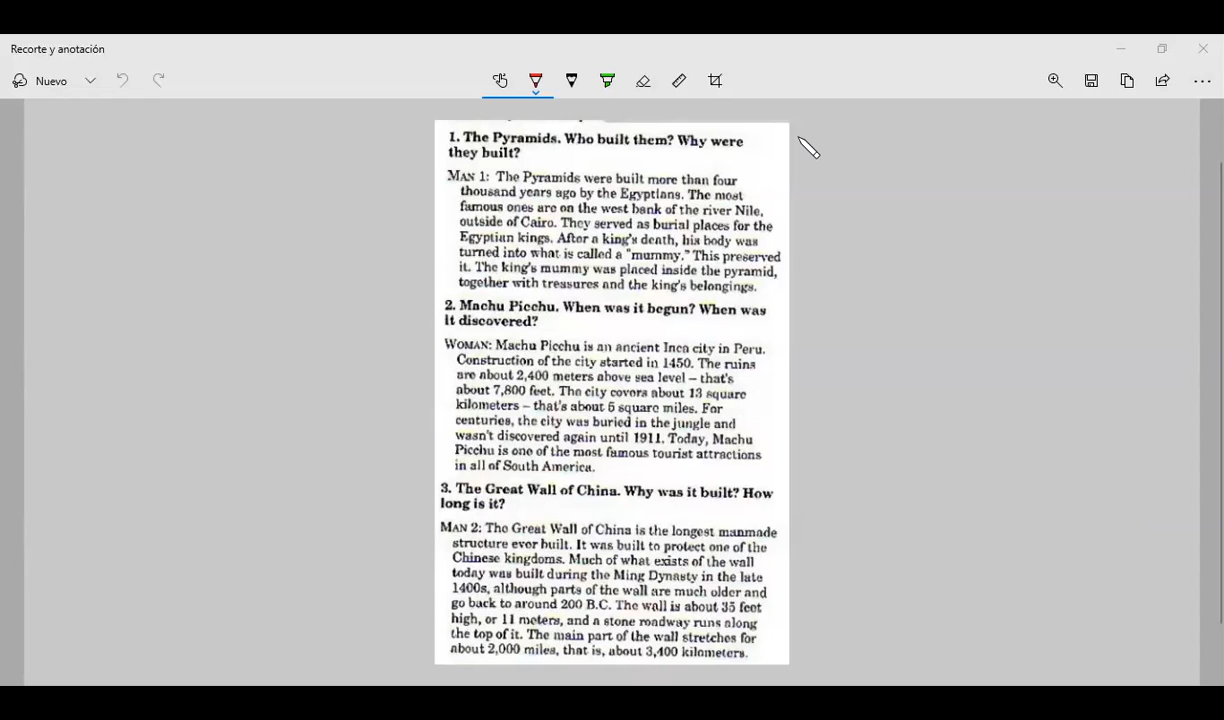 Recorte y anotación
Nuevo
1. The Pyramids. Who built them? Why were
they built?
MAN 1: The Pyramids were built more than four
thousand years ago by the Egyptians. The most
famous ones are on the west bank of the river Nile,
outside of Cairo. They served as burial places for the
Egyptian kings. After a king's death, his body was
turned into what is called a "mummy." This preserved
it. The king's mummy was placed inside the pyramid,
together with treasures and the king's belongings.
2. Machu Picchu. When was it begun? When was
it discovered?
WOMAN: Machu Picchu is an ancient Inca city in Peru.
Construction of the city started in 1450. The ruins
are about 2,400 meters above sea level – that's
about 7,800 feet. The city covers about 13 square
kilometers – that's about 5 square miles. For
centuries, the city was buried in the jungle and
wasn't discovered again until 1911. Today, Machu
Picchu is one of the most famous tourist attractions
in all of South America.
3. The Great Wall of China. Why was it built? How
long is it?
MAN 2: The Great Wall of China is the longest manmade
structure ever built. It was built to protect one of the
Chinese kingdoms. Much of what exists of the wall
today was built during the Ming Dynasty in the late
1400s, although parts of the wall are much older and
go back to around 200 B.C. The wall is about 35 feet
high, or 11 meters, and a stone roadway runs along
the top of it. The main part of the wall stretches for
about 2,000 miles, that is, about 3,400 kilometers.